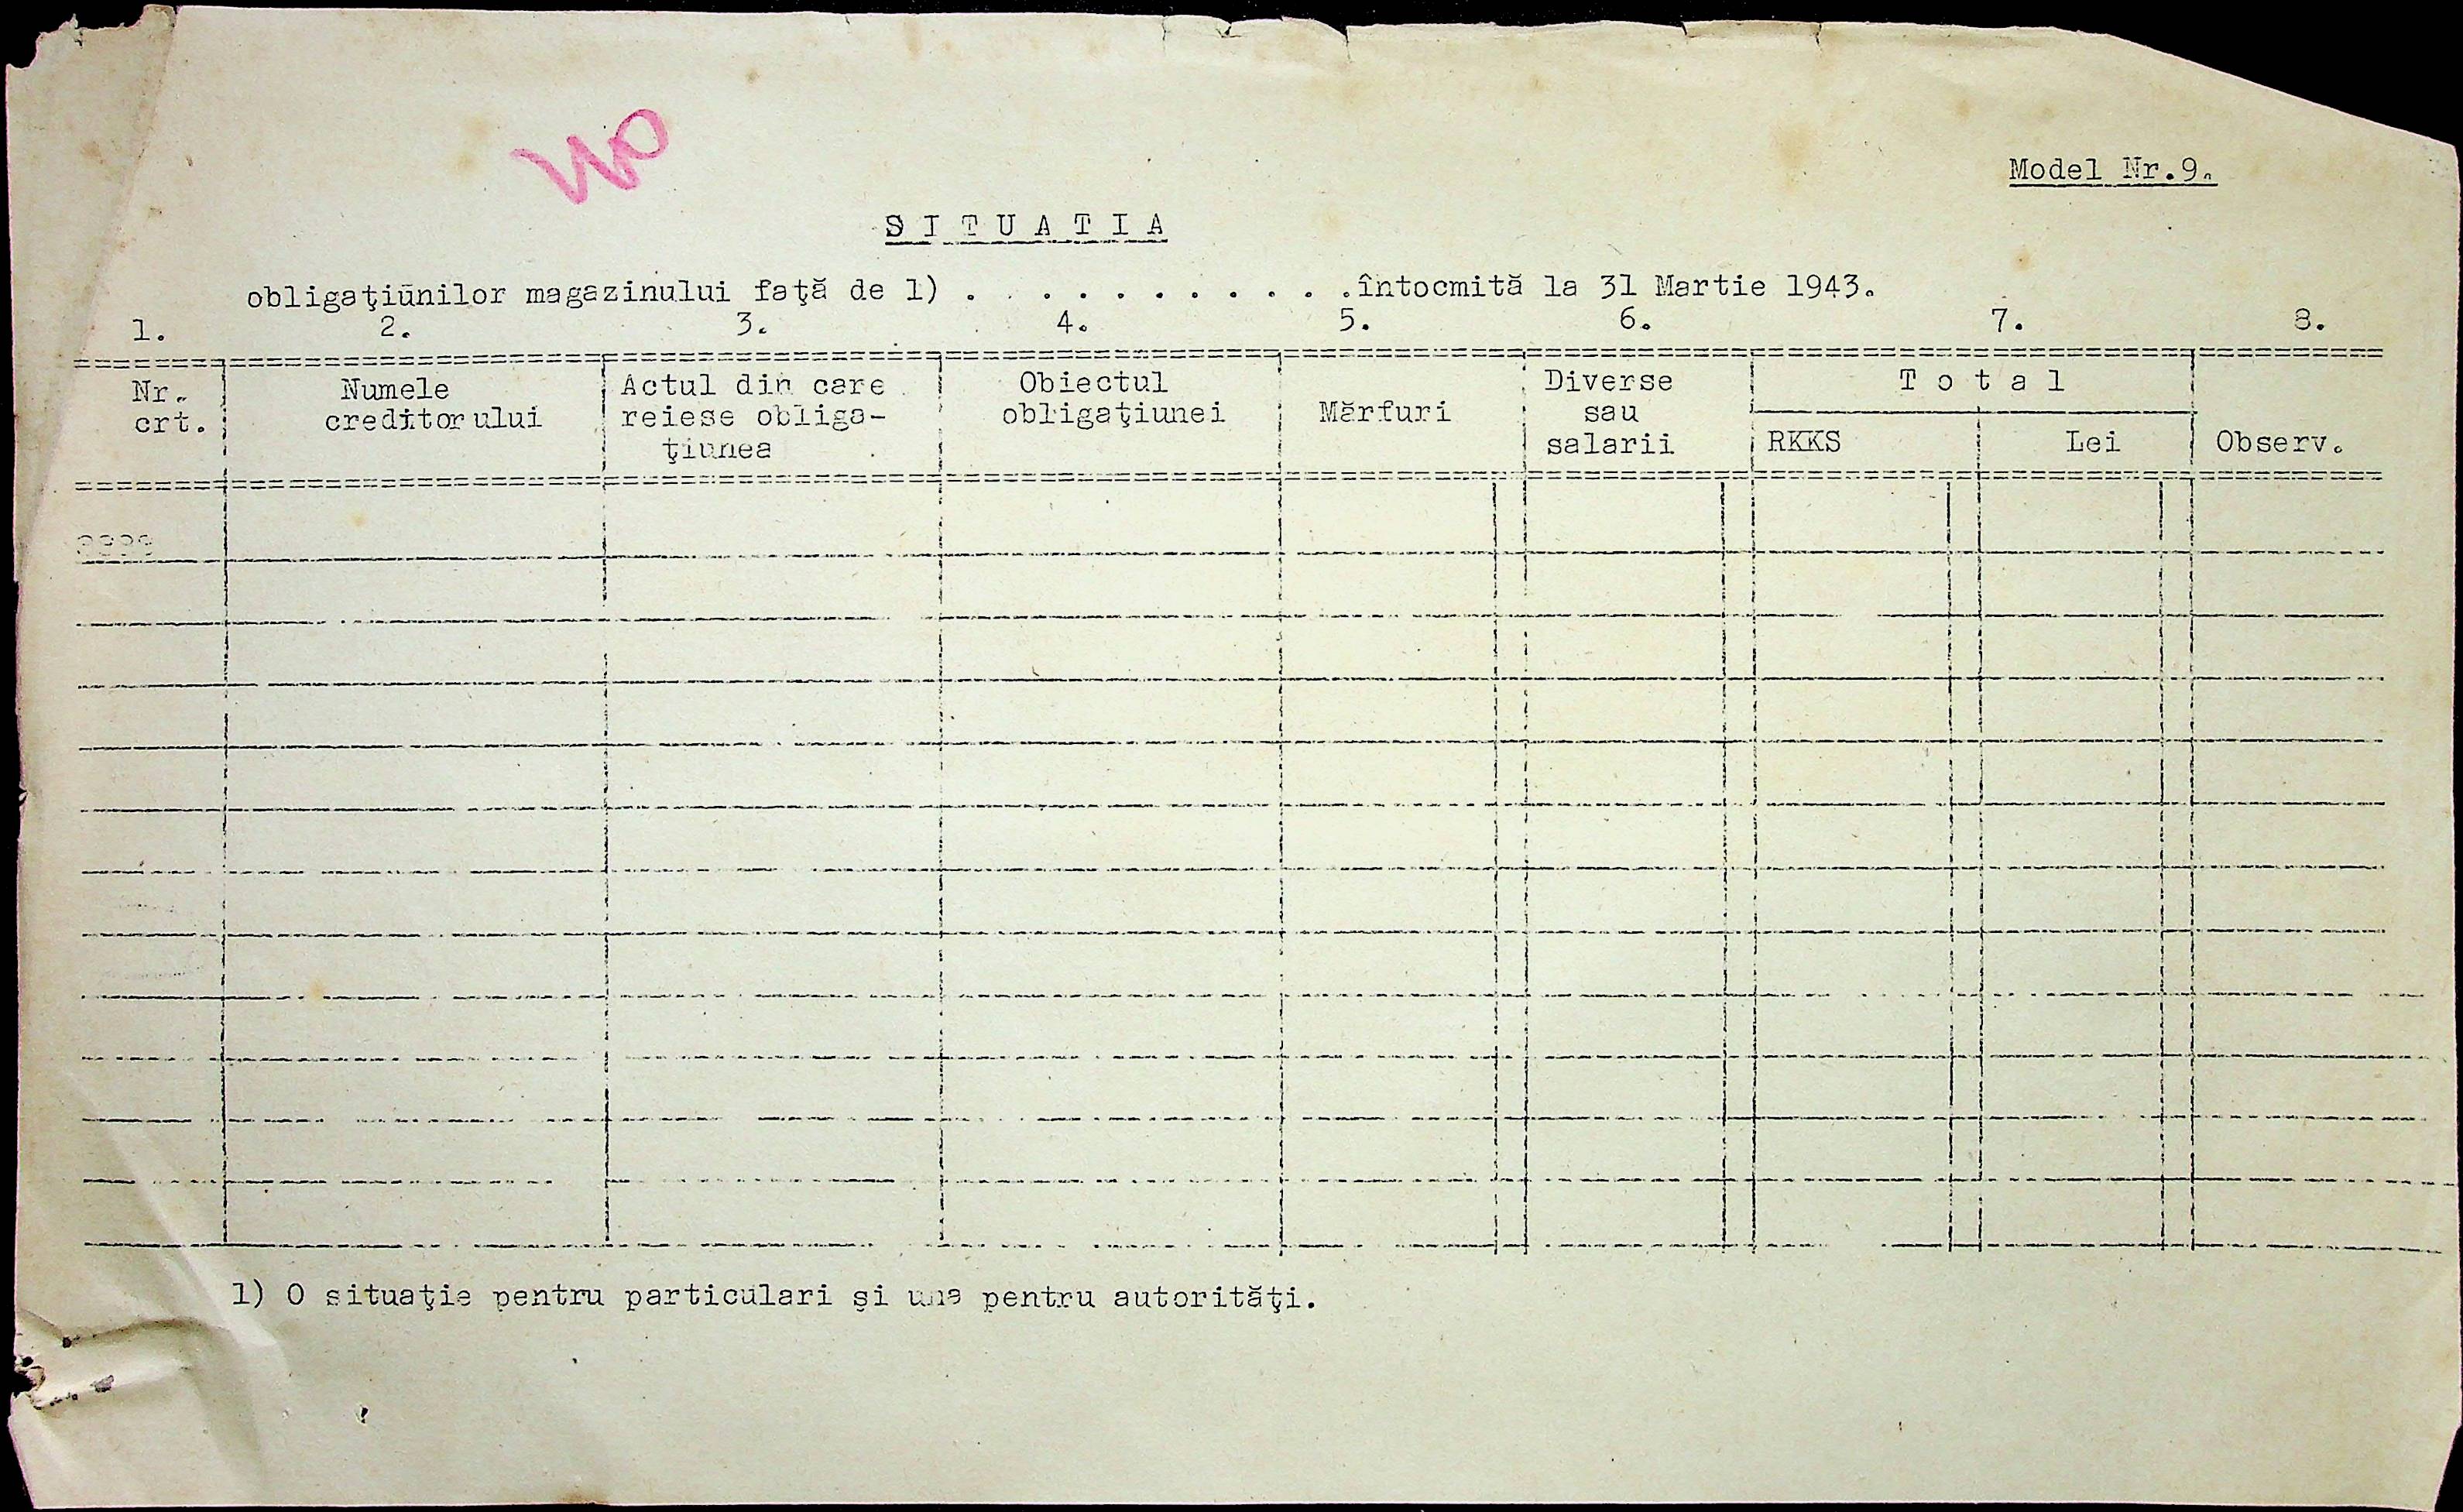 Model Nr.9.
S I T U A T I A
obligaţiunilor magazinului faţă de 1) . . . . . . . . . . .întocmită la 31 Martie 1943.
1. 2. 3. 4. 5. 6. 7. 8.
Nr. crt.
Numele creditorului
Actul din care reiese obliga-
ţiunea
Obiectul obligaţiunei
Mărfuri
Diverse sau salarii
T o t a l
RKKS
Lei
Observ.
1) O situaţie pentru particulari şi una pentru autorităţi.